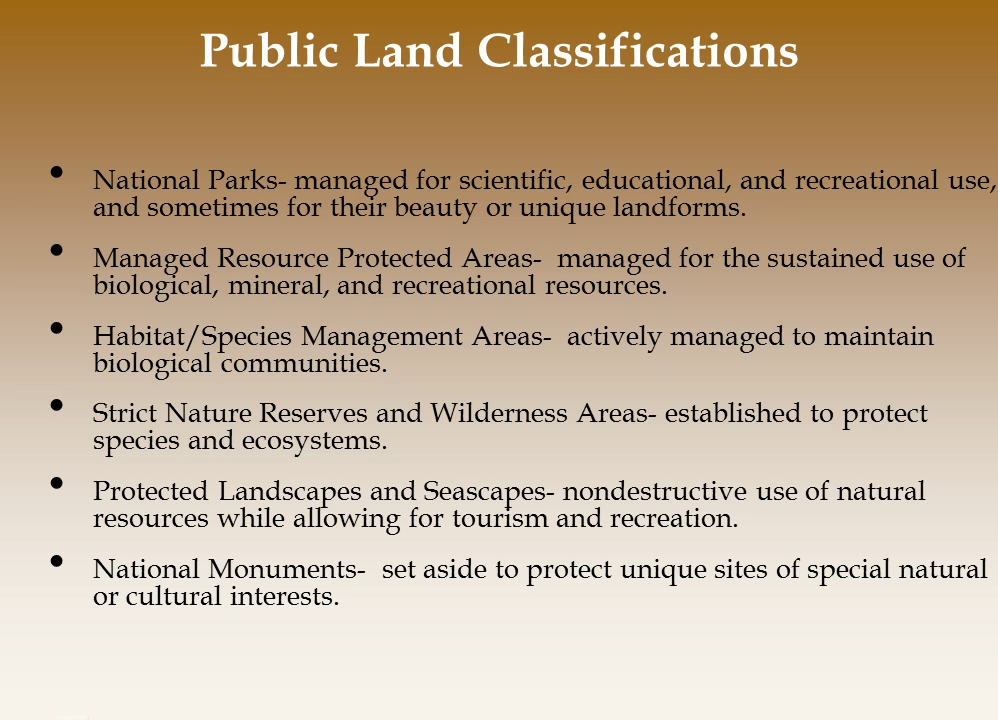 Public Land Classifications
• National Parks- managed for scientific, educational, and recreational use,
and sometimes for their beauty or unique landforms.
• Managed Resource Protected Areas-  managed for the sustained use of
biological, mineral, and recreational resources.
• Habitat/Species Management Areas-  actively managed to maintain
biological communities.
• Strict Nature Reserves and Wilderness Areas- established to protect
species and ecosystems.
• Protected Landscapes and Seascapes- nondestructive use of natural
resources while allowing for tourism and recreation.
• National Monuments-  set aside to protect unique sites of special natural
or cultural interests.